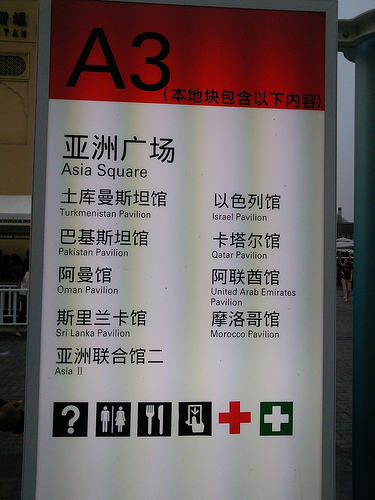 A3
(本地块包含以下内容)
亚洲广场
Asia Square
土库曼斯坦馆
Turkmenistan Pavilion
巴基斯坦馆
Pakistan Pavilion
阿曼馆
Oman Pavilion
斯里兰卡馆
Sri Lanka Pavilion
亚洲联合馆二
Asia II
以色列馆
Israel Pavilion
卡塔尔馆
Qatar Pavilion
阿联酋馆
United Arab Emirates
Pavilion
摩洛哥馆
Morocco Pavilion
?